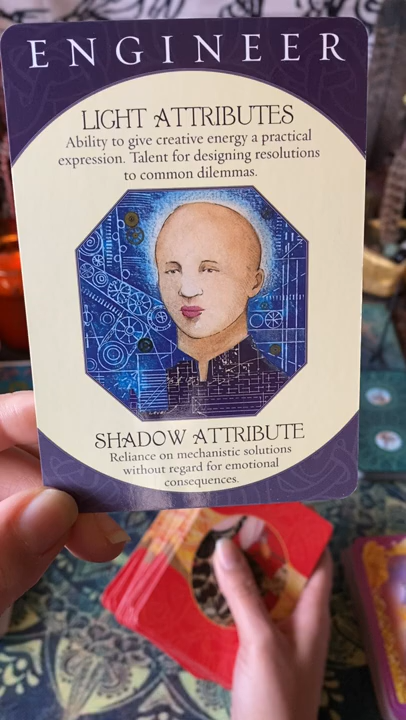 ENGINEER
LIGHT ATTRIBUTES
Ability to give creative energy a practical
expression. Talent for designing resolutions
to common dilemmas.
SHADOW ATTRIBUTE
Reliance on mechanistic solutions
without regard for emotional
consequences.